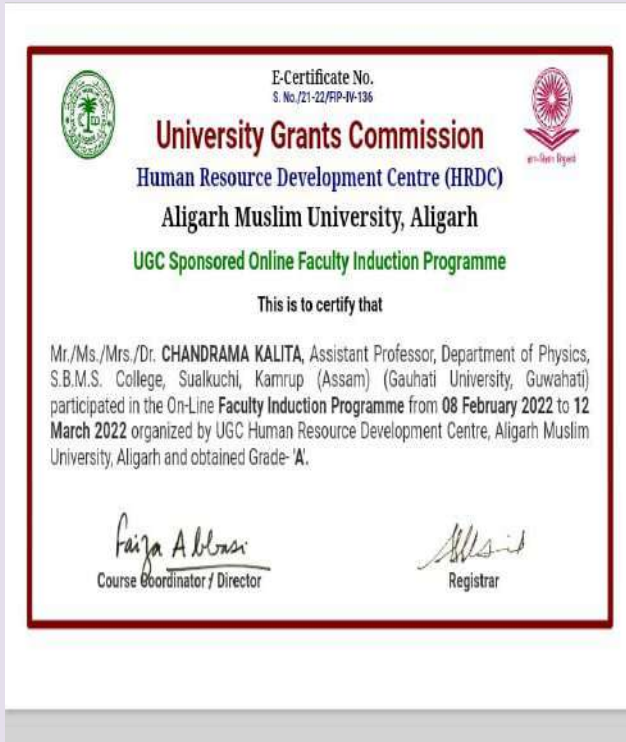 E-Certificate No.
S. No./21-22/FIP-IV-136
University Grants Commission
Human Resource Development Centre (HRDC)
Aligarh Muslim University, Aligarh
UGC Sponsored Online Faculty Induction Programme
This is to certify that
Mr./Ms./Mrs./Dr. CHANDRAMA KALITA, Assistant Professor, Department of Physics,
S.B.M.S. College, Sualkuchi, Kamrup (Assam) (Gauhati University, Guwahati)
participated in the On-Line Faculty Induction Programme from 08 February 2022 to 12
March 2022 organized by UGC Human Resource Development Centre, Aligarh Muslim
University, Aligarh and obtained Grade- 'A'.
Faiza Abbasi
Course Coordinator / Director
Registrar